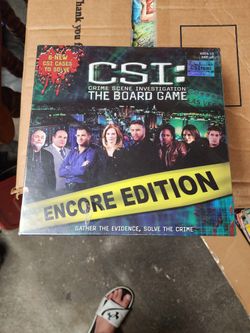 thank you
6 NEW
CSI CASES
TO SOLVE
CSI:
CRIME SCENE INVESTIGATION
THE BOARD GAME
ENCORE EDITION
GATHER THE EVIDENCE, SOLVE THE CRIME